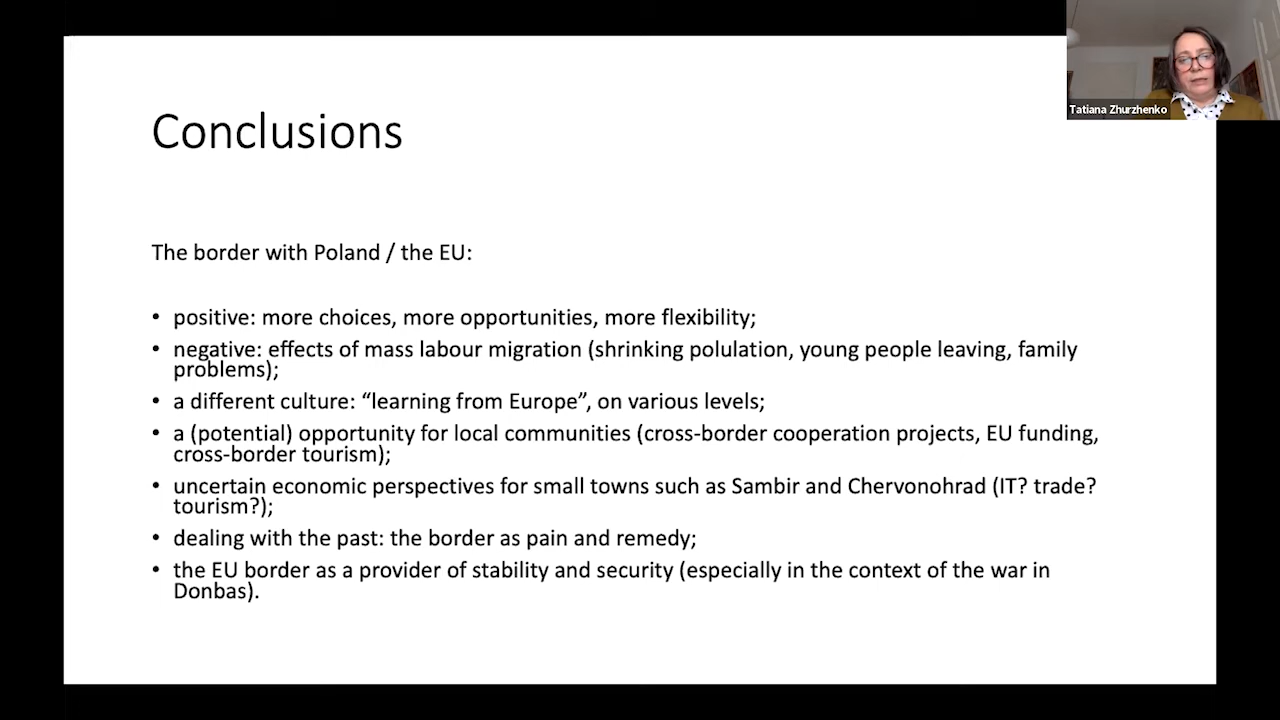 Tatiana Zhurzhenko
Conclusions
The border with Poland / the EU:
• positive: more choices, more opportunities, more flexibility;
• negative: effects of mass labour migration (shrinking polulation, young people leaving, family
problems);
• a different culture: “learning from Europe”, on various levels;
• a (potential) opportunity for local communities (cross-border cooperation projects, EU funding,
cross-border tourism);
• uncertain economic perspectives for small towns such as Sambir and Chervonohrad (IT? trade?
tourism?);
• dealing with the past: the border as pain and remedy;
• the EU border as a provider of stability and security (especially in the context of the war in
Donbas).